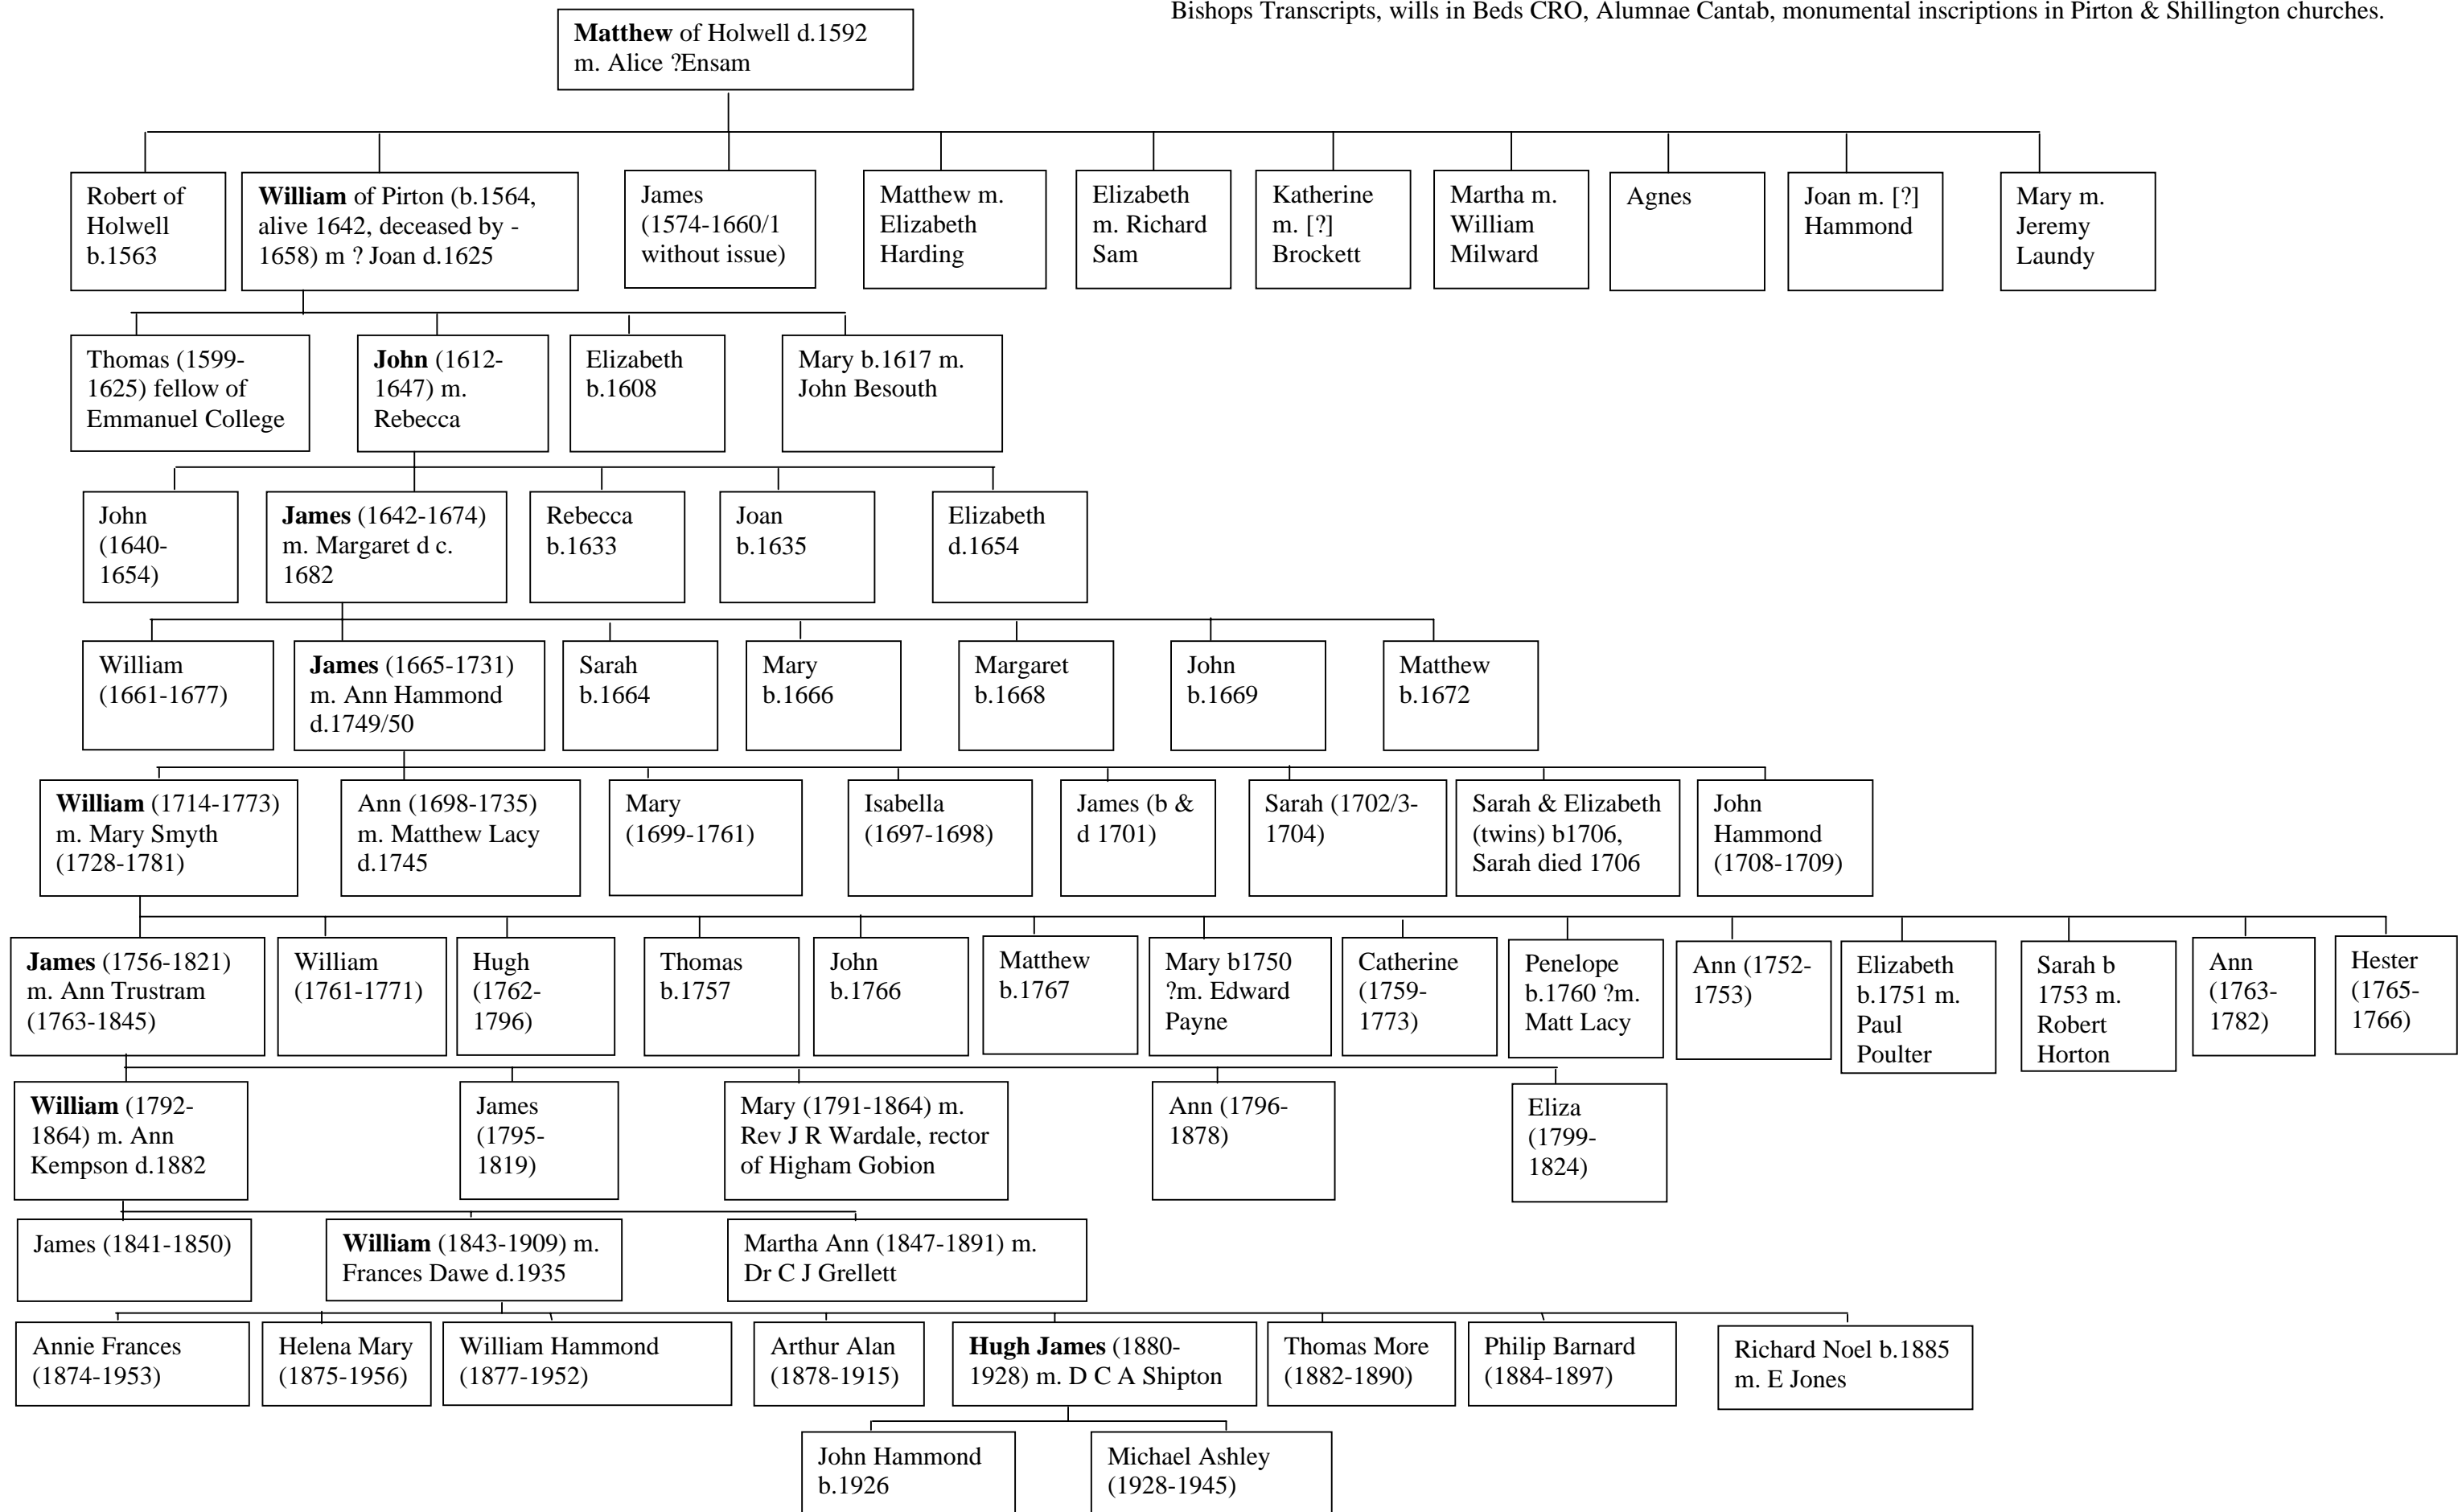 Bishops Transcripts, wills in Beds CRO, Alumnae Cantab, monumental inscriptions in Pirton & Shillington churches.
Matthew of Holwell d.1592
m. Alice ?Ensam
Robert of
Holwell
b.1563
William of Pirton (b.1564,
alive 1642, deceased by -
1658) m ? Joan d.1625
James
(1574-1660/1
without issue)
Matthew m.
Elizabeth
Harding
Elizabeth
m. Richard
Sam
Katherine
m. [?]
Brockett
Martha m.
William
Milward
Agnes
Joan m. [?]
Hammond
Mary m.
Jeremy
Laundy
Thomas (1599-
1625) fellow of
Emmanuel College
John (1612-
1647) m.
Rebecca
Elizabeth
b.1608
Mary b.1617 m.
John Besouth
John
(1640-
1654)
James (1642-1674)
m. Margaret d c.
1682
Rebecca
b.1633
Joan
b.1635
Elizabeth
d.1654
William
(1661-1677)
James (1665-1731)
m. Ann Hammond
d.1749/50
Sarah
b.1664
Mary
b.1666
Margaret
b.1668
John
b.1669
Matthew
b.1672
William (1714-1773)
m. Mary Smyth
(1728-1781)
Ann (1698-1735)
m. Matthew Lacy
d.1745
Mary
(1699-1761)
Isabella
(1697-1698)
James (b &
d 1701)
Sarah (1702/3-
1704)
Sarah & Elizabeth
(twins) b1706,
Sarah died 1706
John
Hammond
(1708-1709)
James (1756-1821)
m. Ann Trustram
(1763-1845)
William
(1761-1771)
Hugh
(1762-
1796)
Thomas
b.1757
John
b.1766
Matthew
b.1767
Mary b1750
?m. Edward
Payne
Catherine
(1759-
1773)
Penelope
b.1760 ?m.
Matt Lacy
Ann (1752-
1753)
Elizabeth
b.1751 m.
Paul
Poulter
Sarah b
1753 m.
Robert
Horton
Ann
(1763-
1782)
Hester
(1765-
1766)
William (1792-
1864) m. Ann
Kempson d.1882
James
(1795-
1819)
Mary (1791-1864) m.
Rev J R Wardale, rector
of Higham Gobion
Ann (1796-
1878)
Eliza
(1799-
1824)
James (1841-1850)
William (1843-1909) m.
Frances Dawe d.1935
Martha Ann (1847-1891) m.
Dr C J Grellett
Annie Frances
(1874-1953)
Helena Mary
(1875-1956)
William Hammond
(1877-1952)
Arthur Alan
(1878-1915)
Hugh James (1880-
1928) m. D C A Shipton
Thomas More
(1882-1890)
Philip Barnard
(1884-1897)
Richard Noel b.1885
m. E Jones
John Hammond
b.1926
Michael Ashley
(1928-1945)